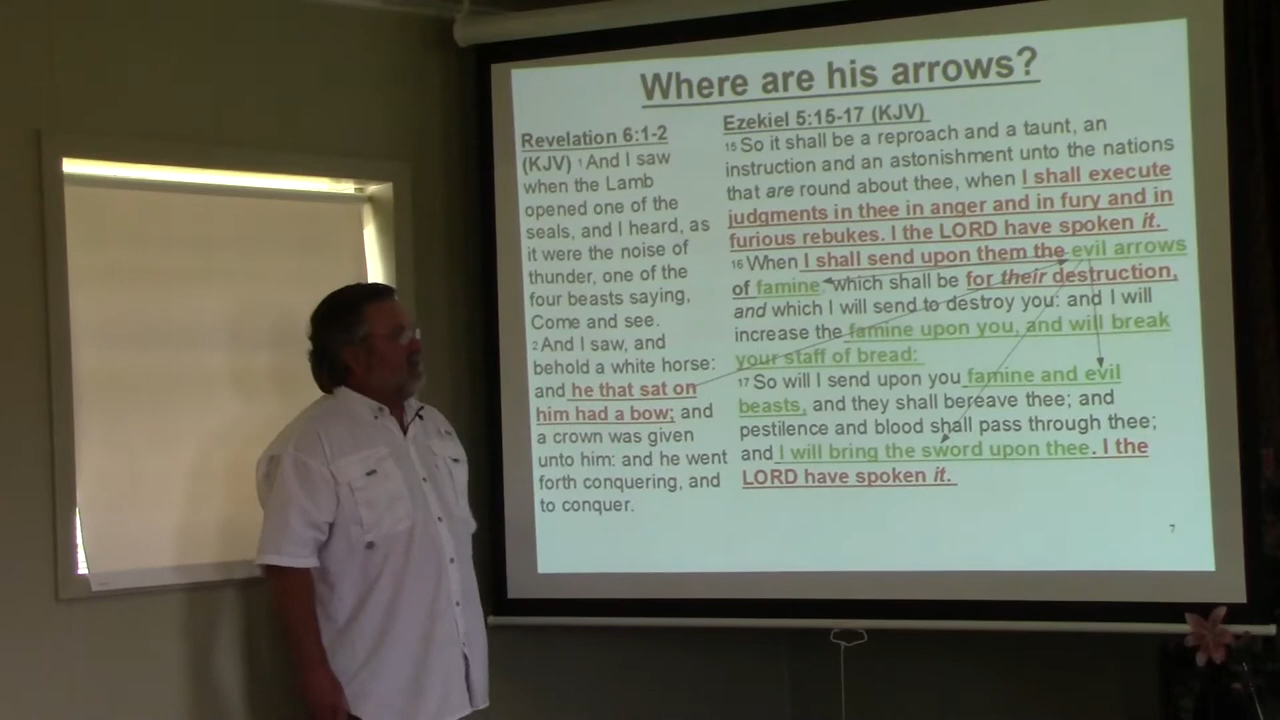 Where are his arrows?
Revelation 6:1-2
(KJV) 1 And I saw
when the Lamb
opened one of the
seals, and I heard, as
it were the noise of
thunder, one of the
four beasts saying,
Come and see.
2 And I saw, and
behold a white horse:
and he that sat on
him had a bow; and
a crown was given
unto him: and he went
forth conquering, and
to conquer.
Ezekiel 5:15-17 (KJV)
15 So it shall be a reproach and a taunt, an
instruction and an astonishment unto the nations
that are round about thee, when I shall execute
judgments in thee in anger and in fury and in
furious rebukes. I the LORD have spoken it.
16 When I shall send upon them the evil arrows
of famine, which shall be for their destruction,
and which I will send to destroy you: and I will
increase the famine upon you, and will break
your staff of bread:
17 So will I send upon you famine and evil
beasts, and they shall bereave thee; and
pestilence and blood shall pass through thee;
and I will bring the sword upon thee. I the
LORD have spoken it.
7